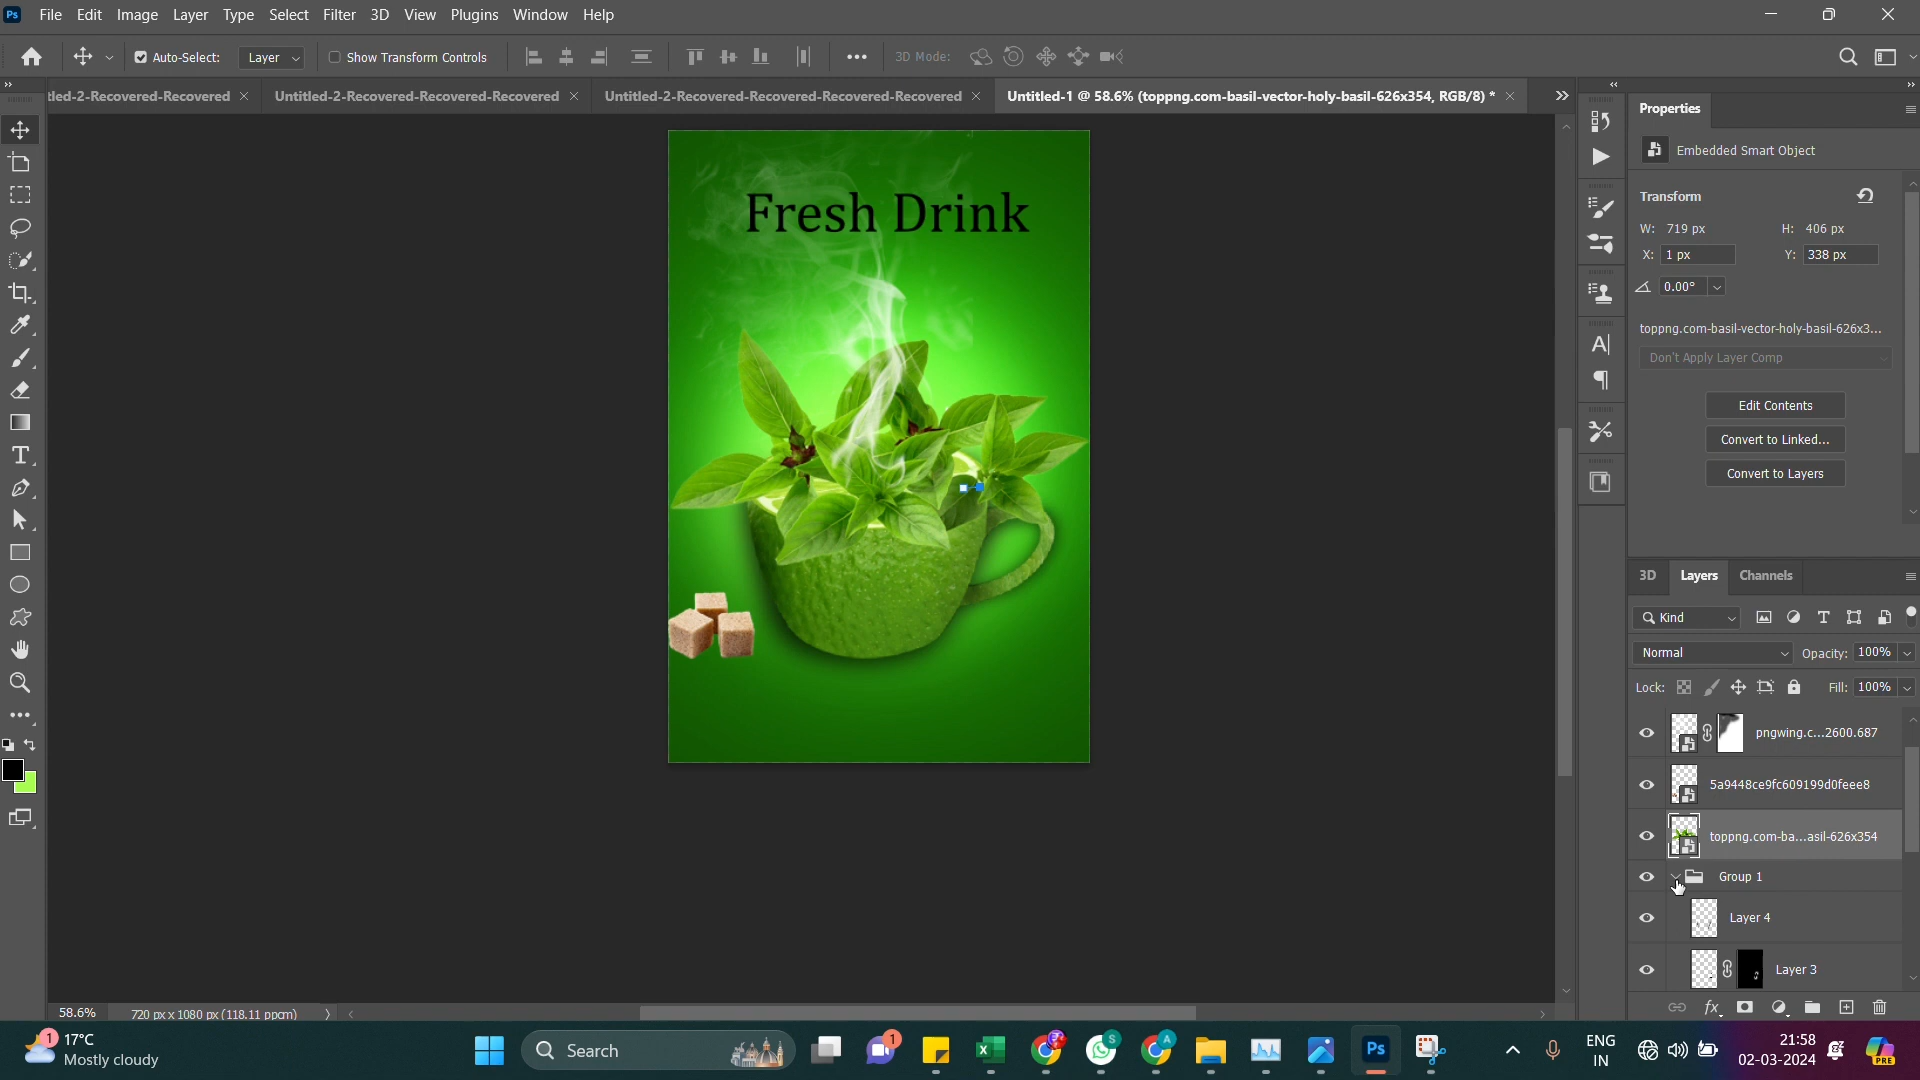 Ps File Edit Image Layer Type Select Filter 3D View Plugins Window Help
Auto-Select: Layer Show Transform Controls 3D Mode:
tled-2-Recovered-Recovered × Untitled-2-Recovered-Recovered-Recovered × Untitled-2-Recovered-Recovered-Recovered-Recovered × Untitled-1 @ 58.6% (toppng.com-basil-vector-holy-basil-626x354, RGB/8) * ×
Properties
Embedded Smart Object
Transform
W: 719 px H: 406 px
X: 1 px Y: 338 px
0.00°
toppng.com-basil-vector-holy-basil-626x3...
Don't Apply Layer Comp
Edit Contents
Convert to Linked...
Convert to Layers
Fresh Drink
3D Layers Channels
Kind
Normal Opacity: 100%
Lock: Fill: 100%
pngwing.c...2600.687
5a9448ce9fc609199d0feee8
toppng.com-ba...asil-626x354
Group 1
Layer 4
Layer 3
58.6% 720 px x 1080 px (118.11 ppcm)
1 17°C
Mostly cloudy
Search
1
S
A
Ps
ENG
IN
21:58
02-03-2024
PRE